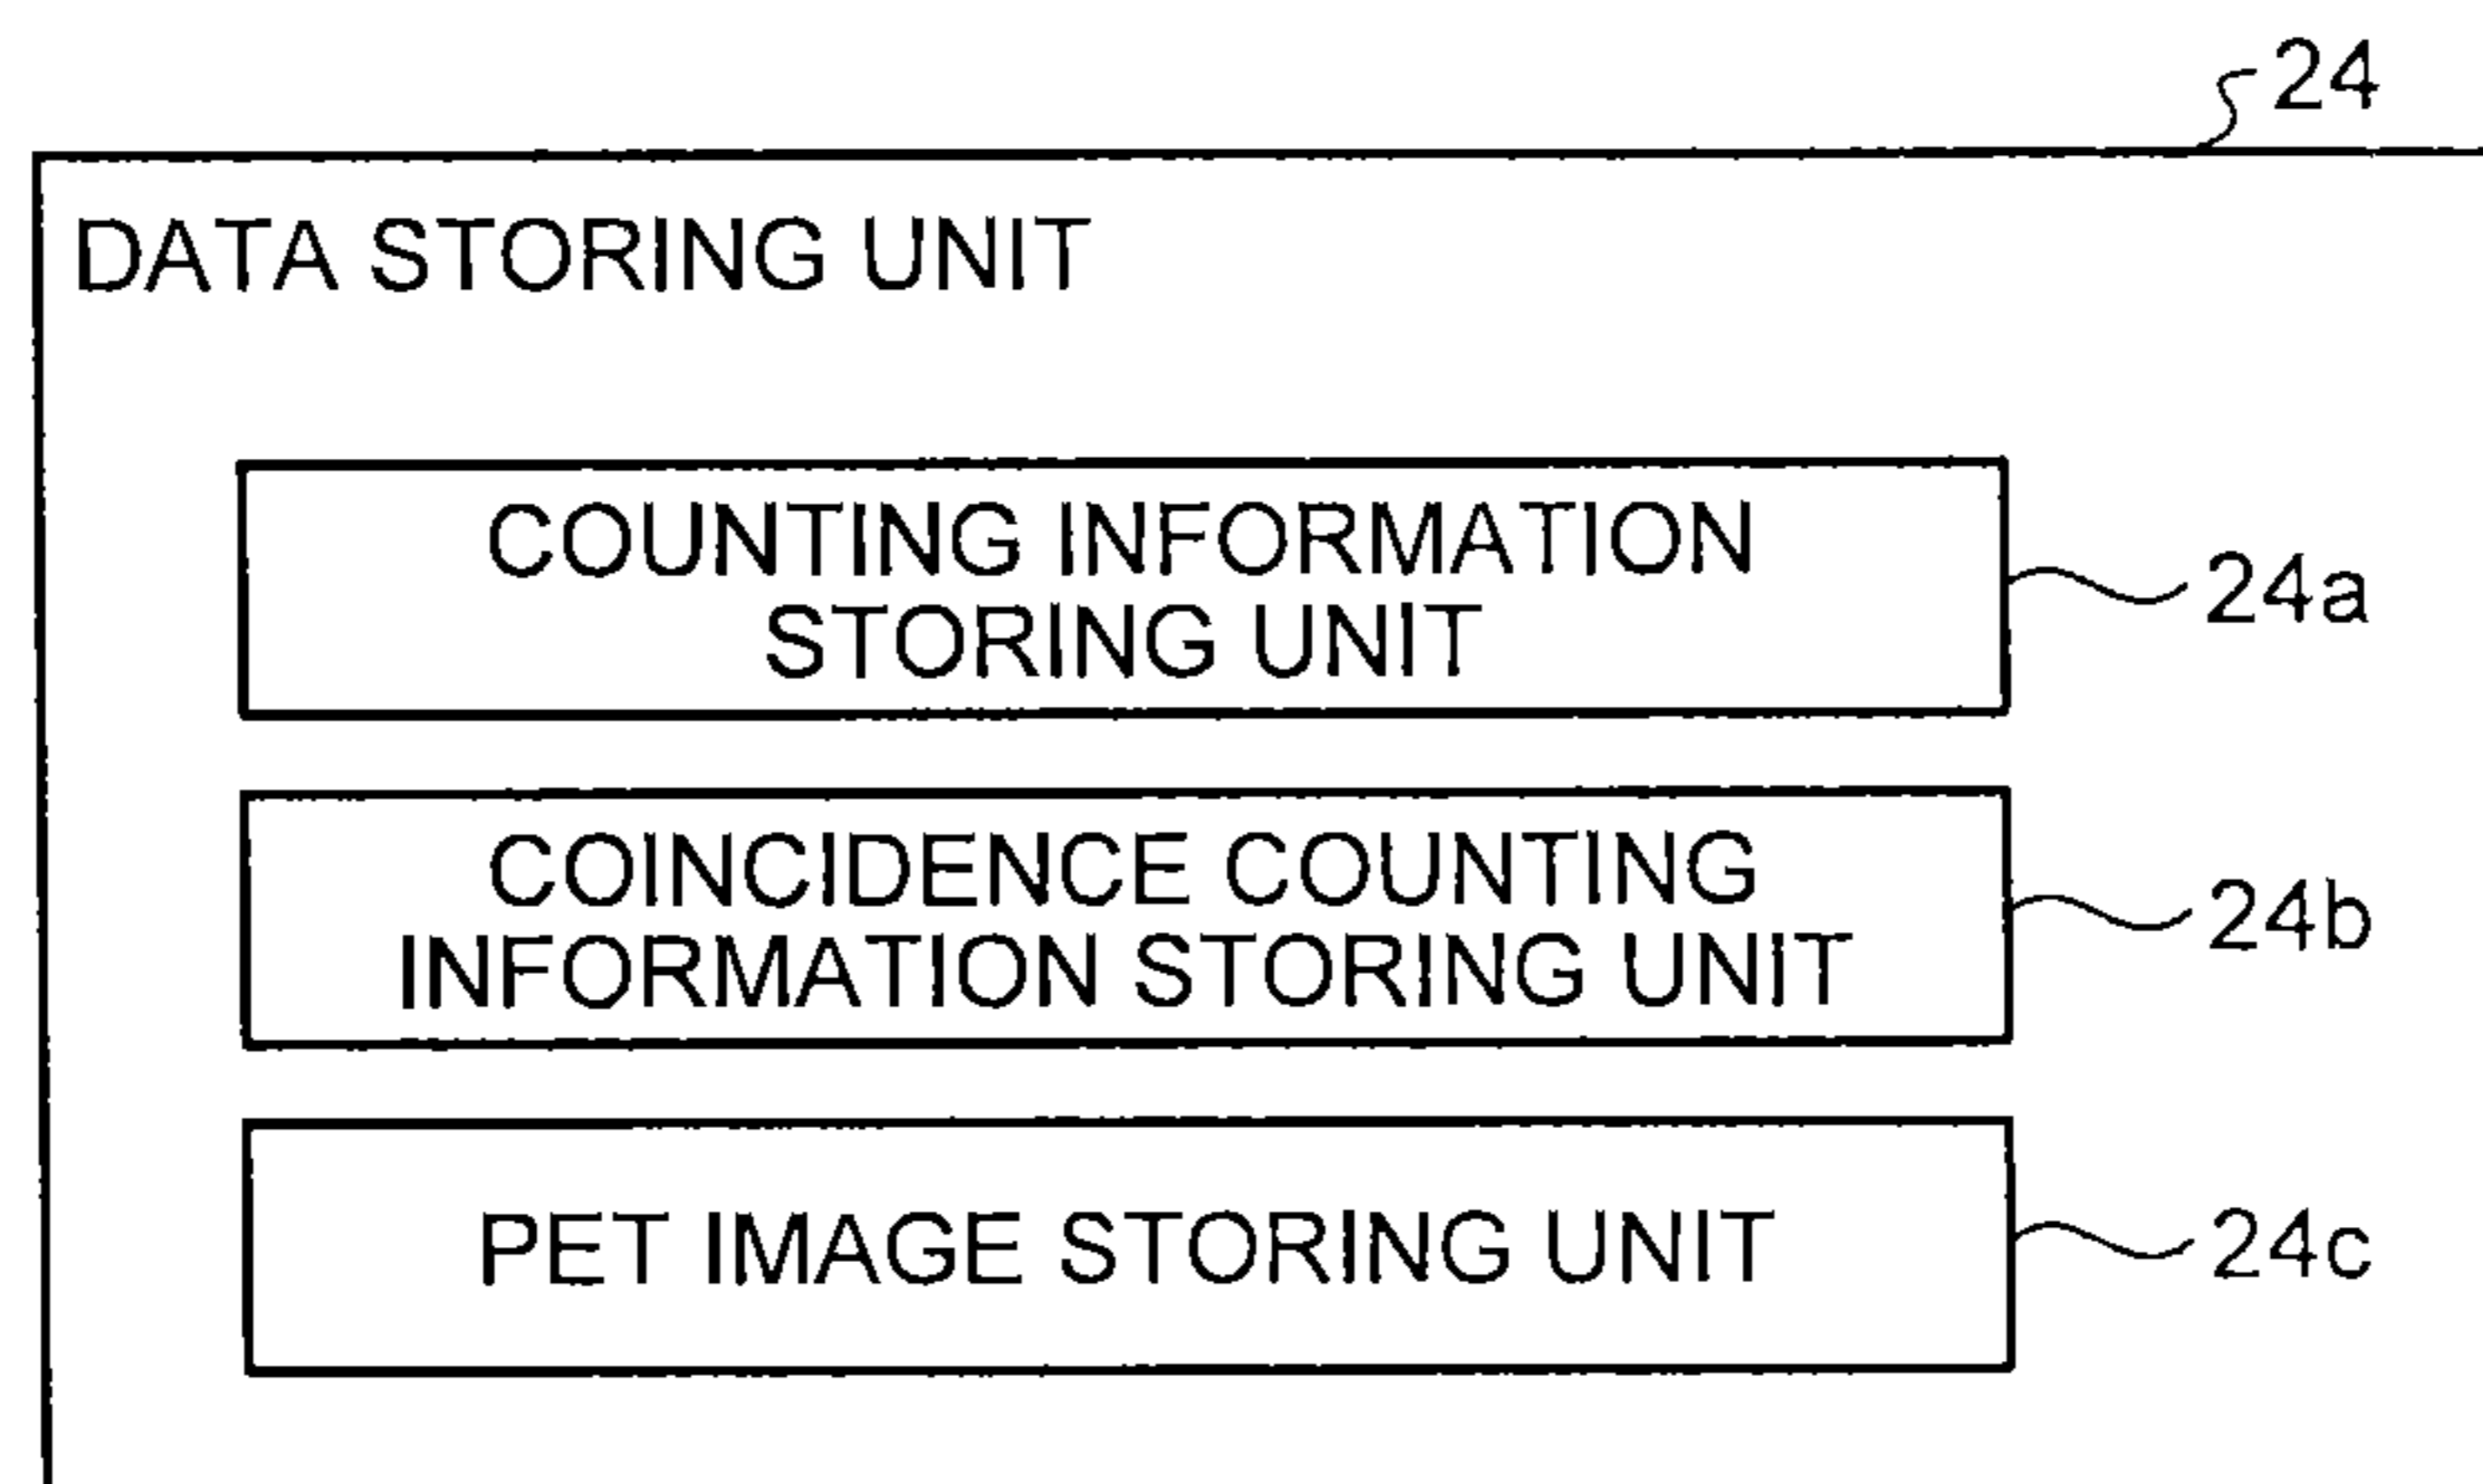 24
DATA STORING UNIT
COUNTING INFORMATION
STORING UNIT
24a
COINCIDENCE COUNTING
INFORMATION STORING UNIT
24b
PET IMAGE STORING UNIT
24c